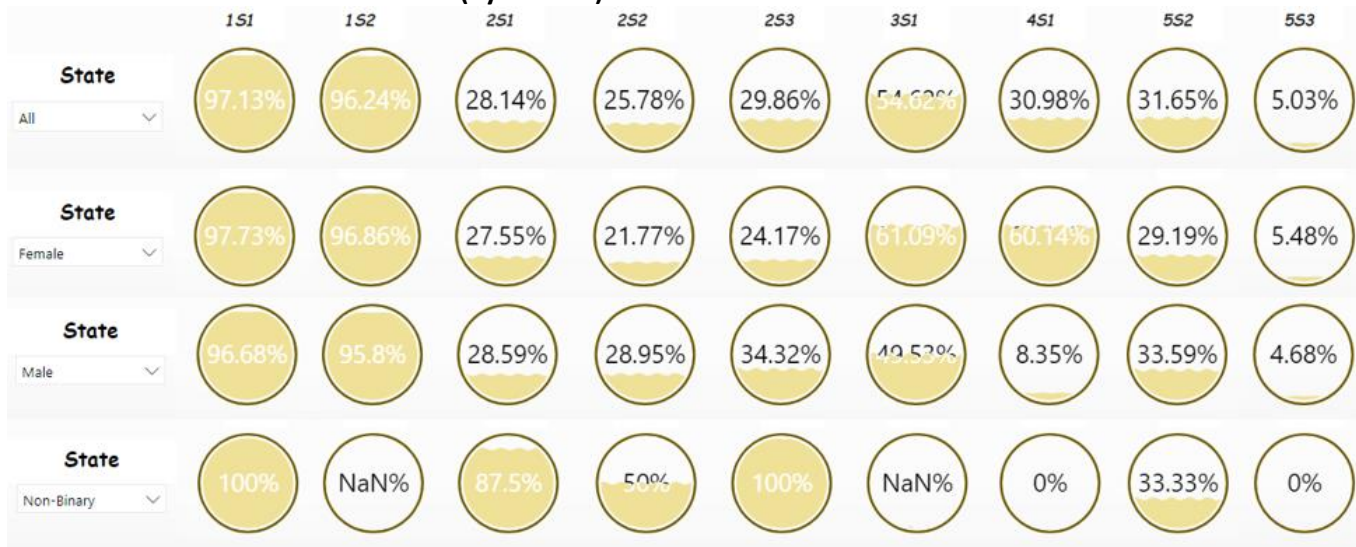 1S1 1S2 2S1 2S2 2S3 3S1 4S1 5S2 5S3
State
All
97.13% 96.24% 28.14% 25.78% 29.86% 54.62% 30.98% 31.65% 5.03%
State
Female
97.73% 96.86% 27.55% 21.77% 24.17% 61.09% 60.14% 29.19% 5.48%
State
Male
96.68% 95.8% 28.59% 28.95% 34.32% 49.53% 8.35% 33.59% 4.68%
State
Non-Binary
100% NaN% 87.5% 50% 100% NaN% 0% 33.33% 0%